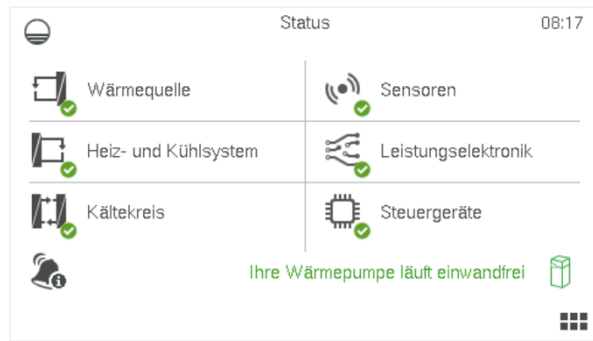 Status
08:17
Wärmequelle
Sensoren
Heiz- und Kühlsystem
Leistungselektronik
Kältekreis
Steuergeräte
Ihre Wärmepumpe läuft einwandfrei